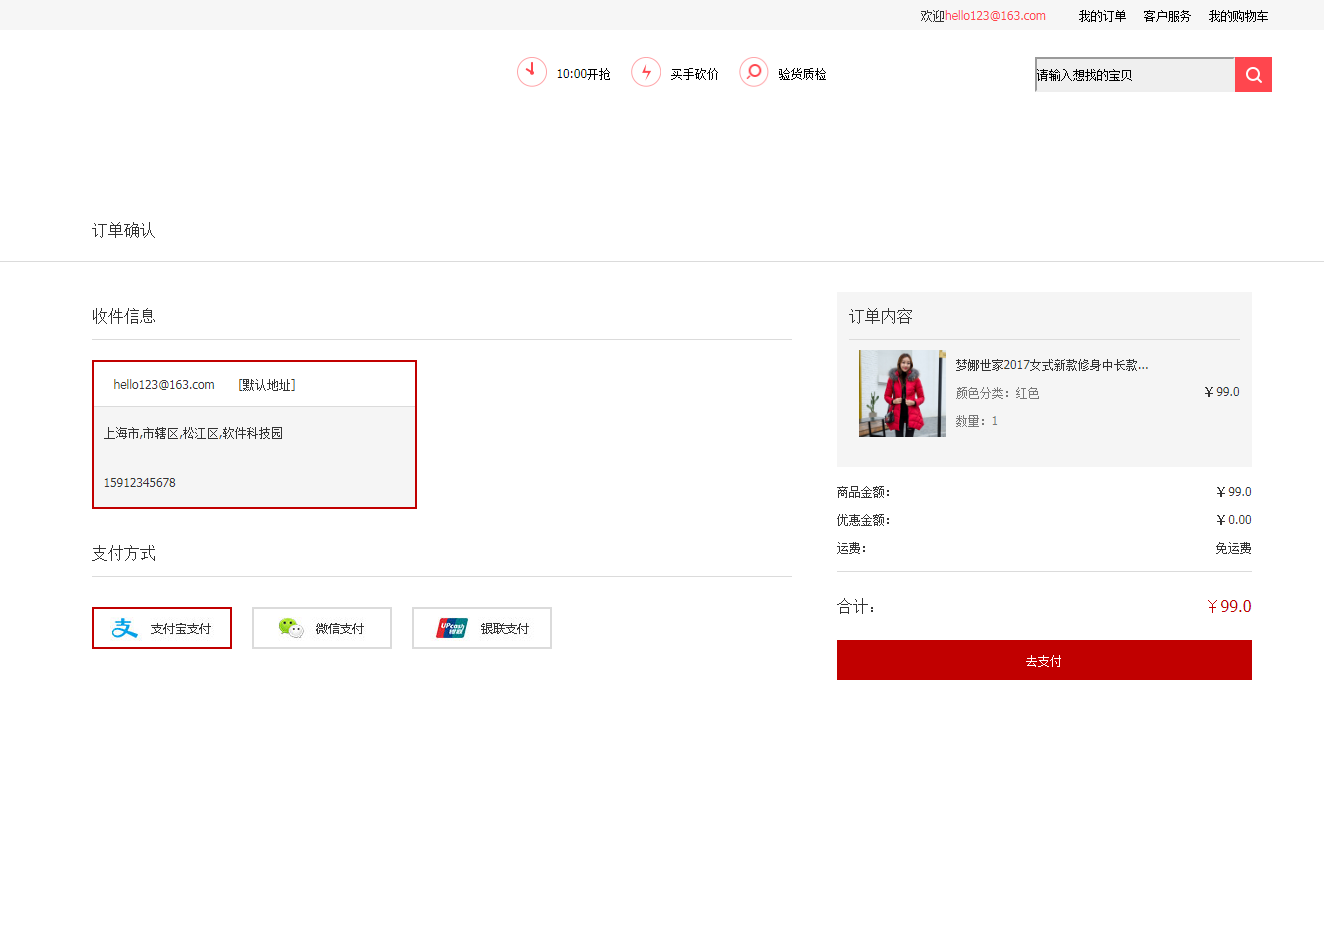 欢迎hello123@163.com 我的订单 客户服务 我的购物车
10:00开抢 买手砍价 验货质检 请输入想找的宝贝
订单确认
收件信息
hello123@163.com [默认地址]
上海市,市辖区,松江区,软件科技园
15912345678
支付方式
支付宝支付 微信支付 银联支付
订单内容
梦娜世家2017女式新款修身中长款...
颜色分类：红色
￥99.0
数量：1
商品金额： ￥99.0
优惠金额： ￥0.00
运费： 免运费
合计： ￥99.0
去支付